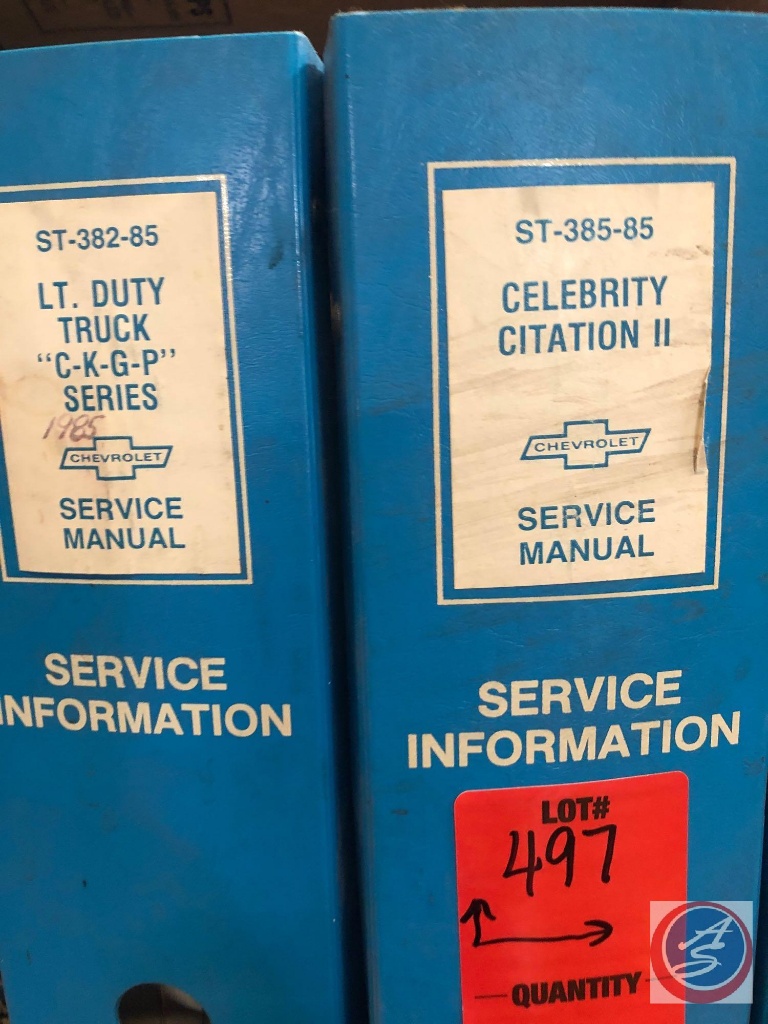 ST-382-85
LT. DUTY
TRUCK
"C-K-G-P"
SERIES
1985
CHEVROLET
SERVICE
MANUAL
SERVICE
INFORMATION
ST-385-85
CELEBRITY
CITATION II
CHEVROLET
SERVICE
MANUAL
SERVICE
INFORMATION
LOT#
497
QUANTITY
AS